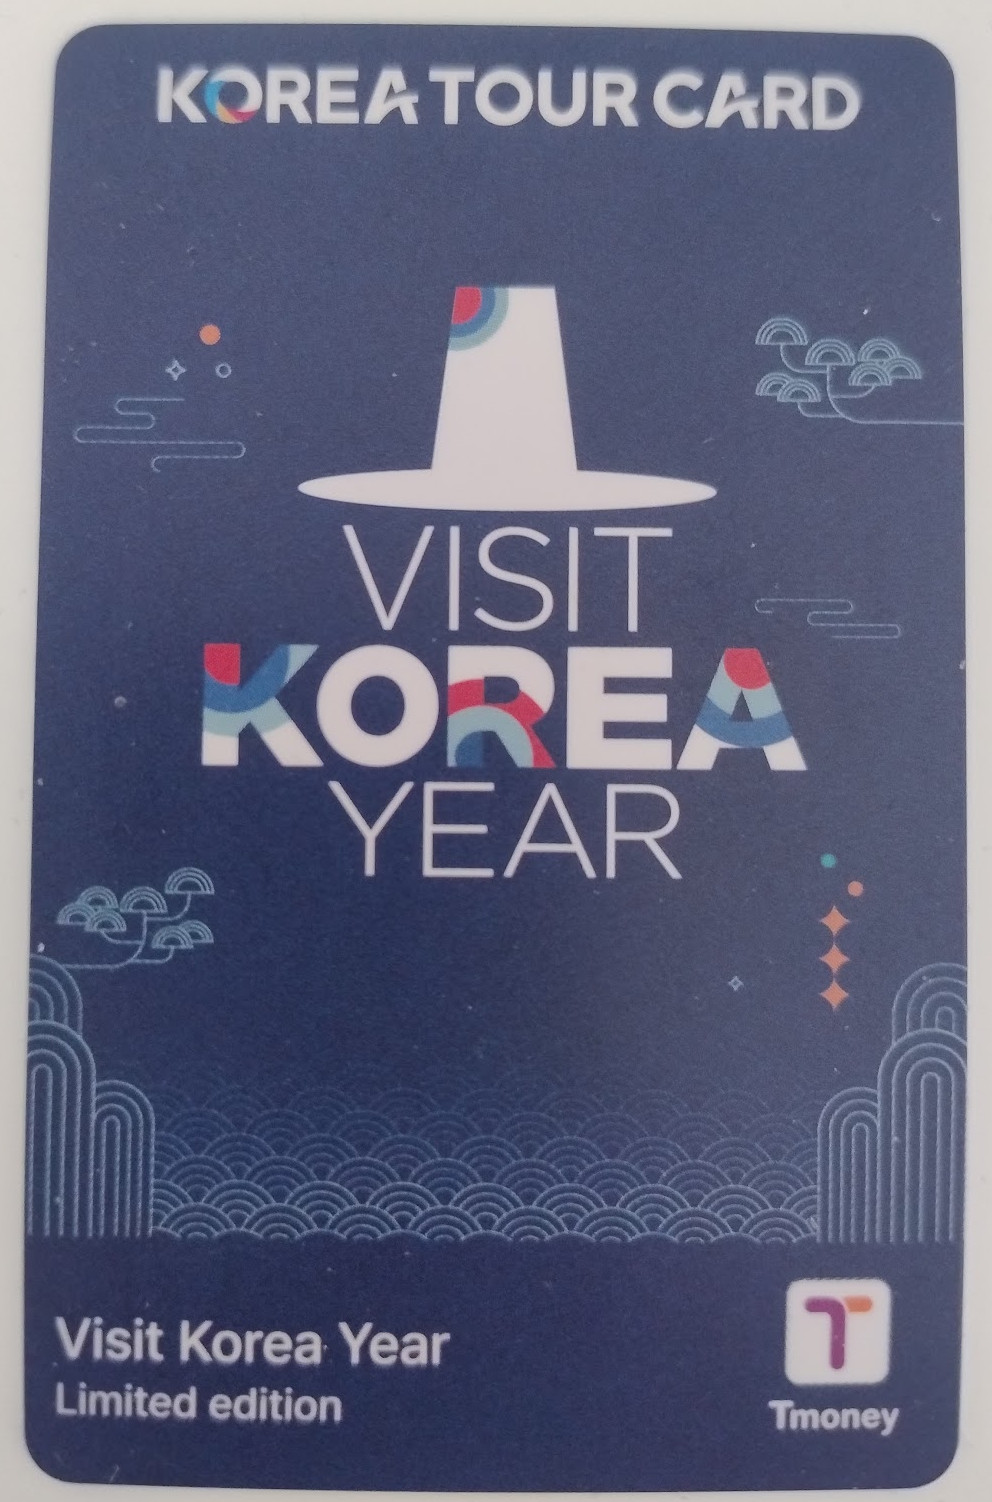 KOREA TOUR CARD
VISIT
KOREA
YEAR
Visit Korea Year
Limited edition
T
Tmoney